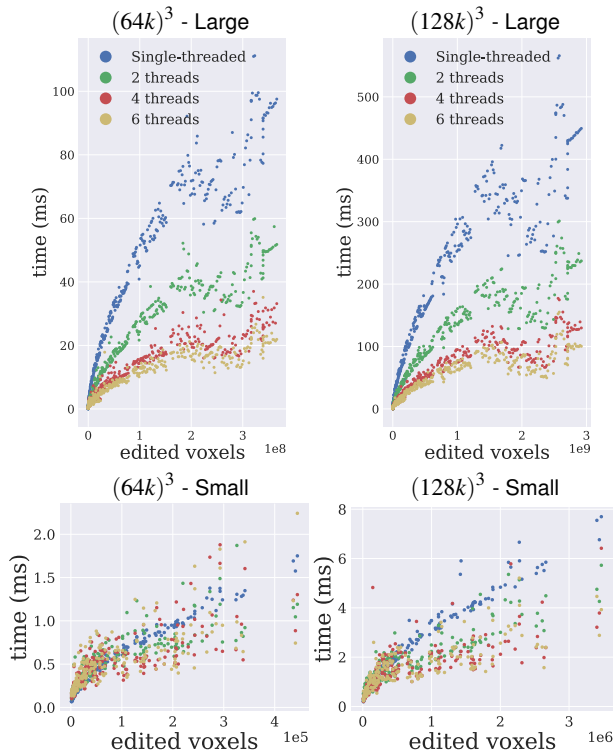 (64k)³ - Large
Single-threaded
2 threads
4 threads
6 threads
time (ms)
100
80
60
40
20
0
0 1 2 3
1e8
edited voxels
(128k)³ - Large
Single-threaded
2 threads
4 threads
6 threads
time (ms)
500
400
300
200
100
0
0 1 2 3
1e9
edited voxels
(64k)³ - Small
time (ms)
2.0
1.5
1.0
0.5
0.0
0 1 2 3 4 5
1e5
edited voxels
(128k)³ - Small
time (ms)
8
6
4
2
0
0 1 2 3
1e6
edited voxels